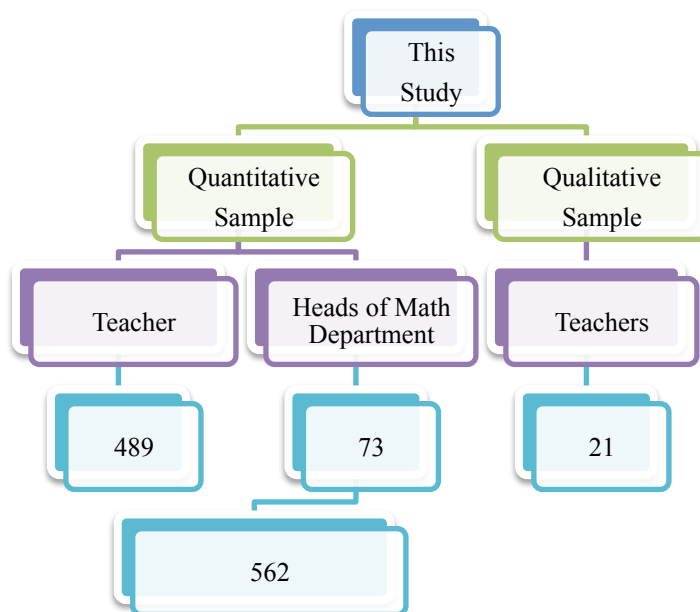 This
Study
Quantitative
Sample
Qualitative
Sample
Teacher
Heads of Math
Department
Teachers
489
73
21
562